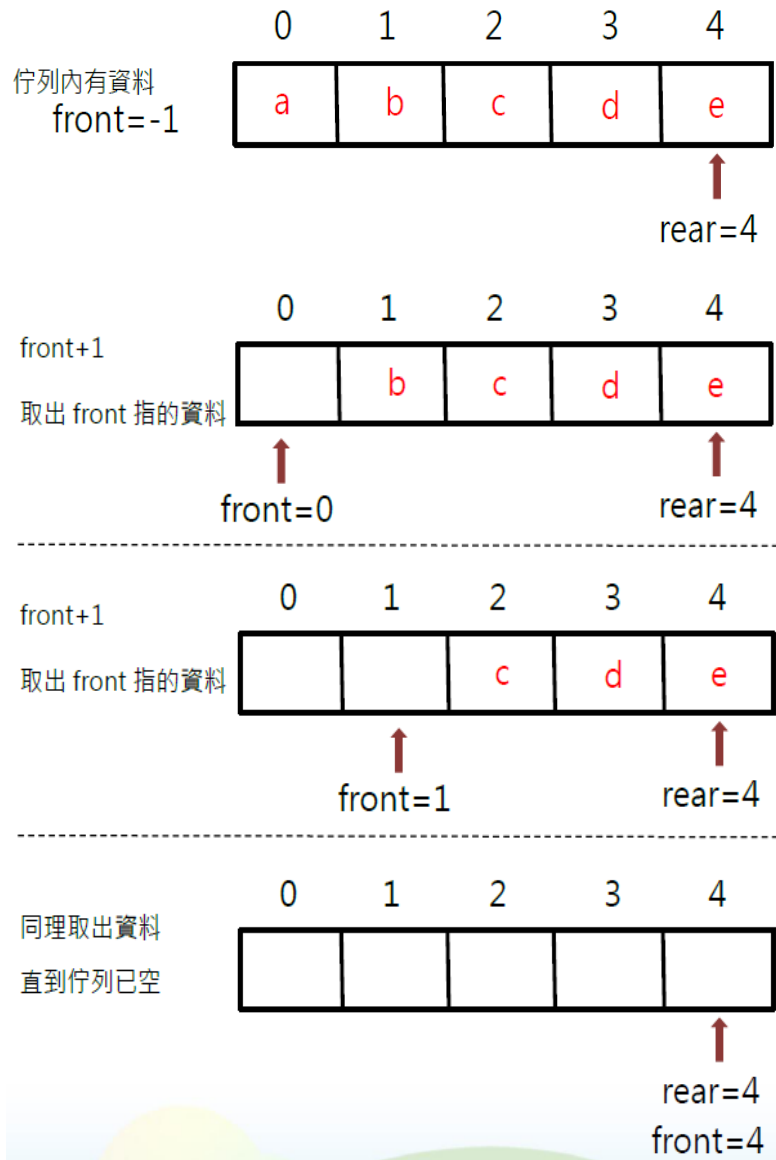 0 1 2 3 4
佇列內有資料
front=-1
a b c d e
rear=4
0 1 2 3 4
front+1
b c d e
取出 front 指的資料
front=0 rear=4
0 1 2 3 4
front+1
取出 front 指的資料
c d e
front=1 rear=4
0 1 2 3 4
同理取出資料
直到佇列已空
rear=4
front=4